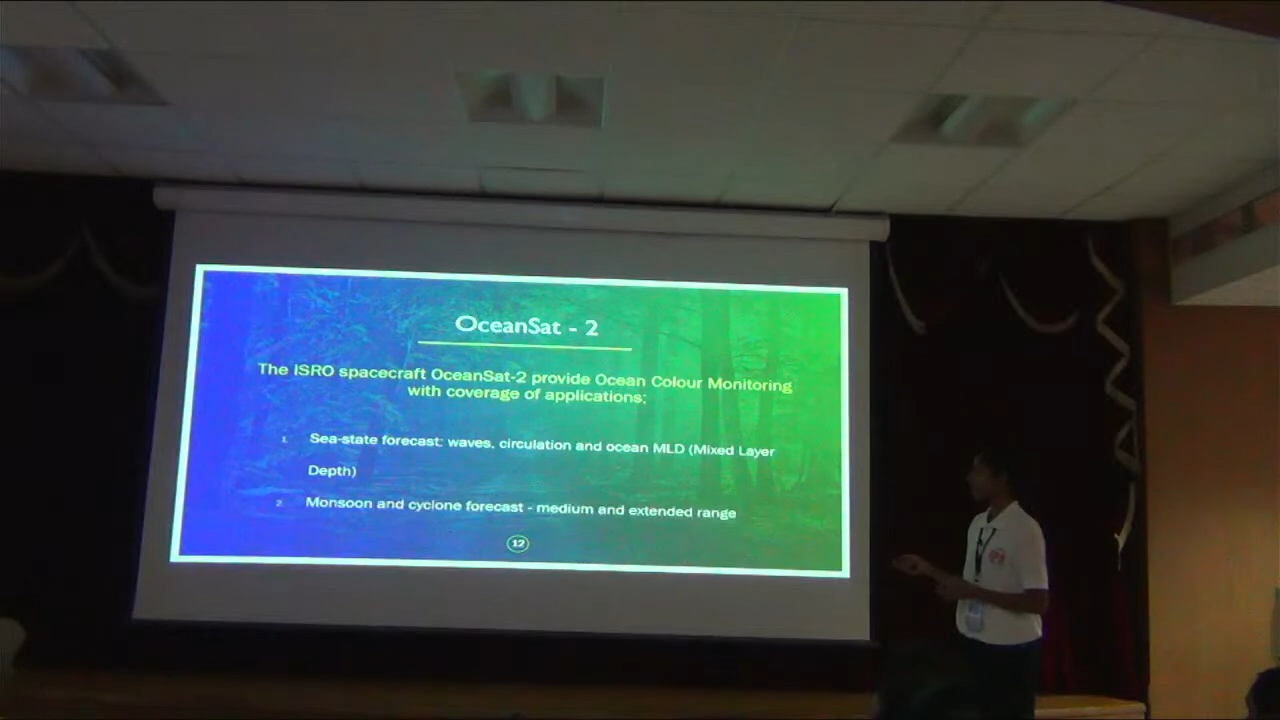 OceanSat - 2
The ISRO spacecraft OceanSat-2 provide Ocean Colour Monitoring
with coverage of applications;
1. Sea-state forecast: waves, circulation and ocean MLD (Mixed Layer
Depth)
2. Monsoon and cyclone forecast - medium and extended range
12